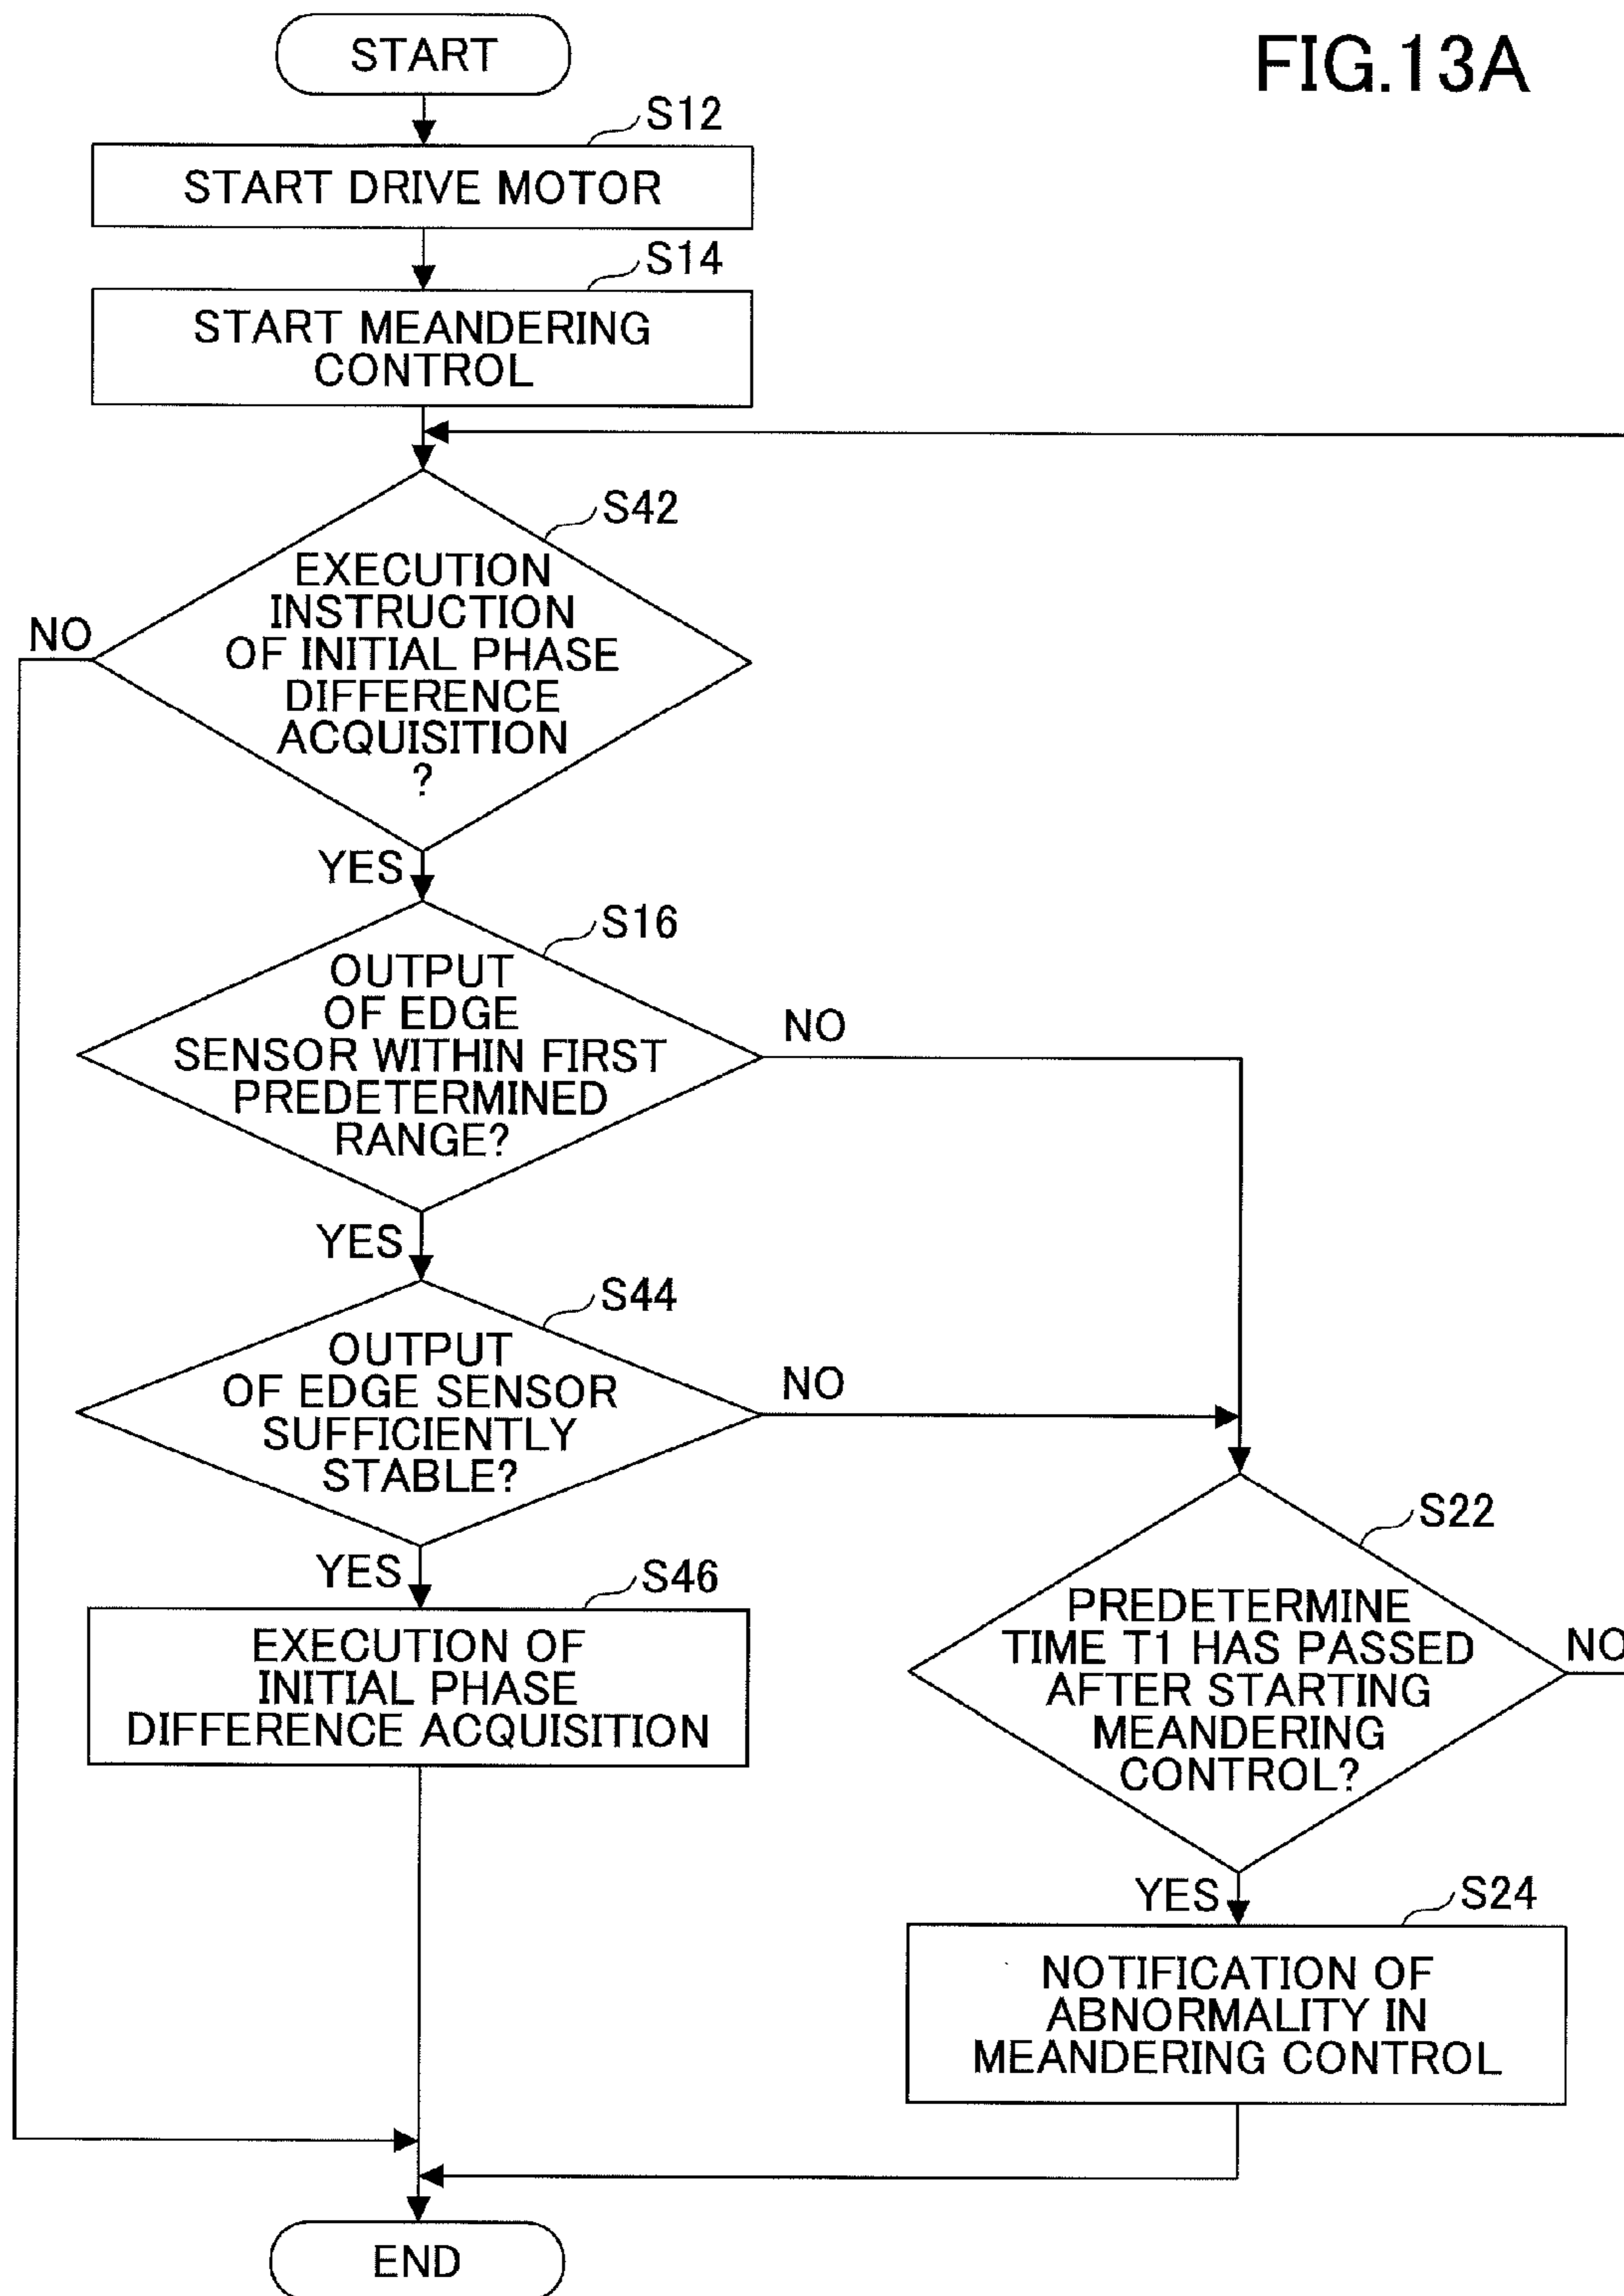 FIG.13A
START
S12
START DRIVE MOTOR
S14
START MEANDERING
CONTROL
S42
EXECUTION
INSTRUCTION
OF INITIAL PHASE
DIFFERENCE
ACQUISITION
?
NO
YES
S16
OUTPUT
OF EDGE
SENSOR WITHIN FIRST
PREDETERMINED
RANGE?
NO
YES
S44
OUTPUT
OF EDGE SENSOR
SUFFICIENTLY
STABLE?
NO
YES
S46
EXECUTION OF
INITIAL PHASE
DIFFERENCE ACQUISITION
S22
PREDETERMINE
TIME T1 HAS PASSED
AFTER STARTING
MEANDERING
CONTROL?
NO
YES
S24
NOTIFICATION OF
ABNORMALITY IN
MEANDERING CONTROL
END